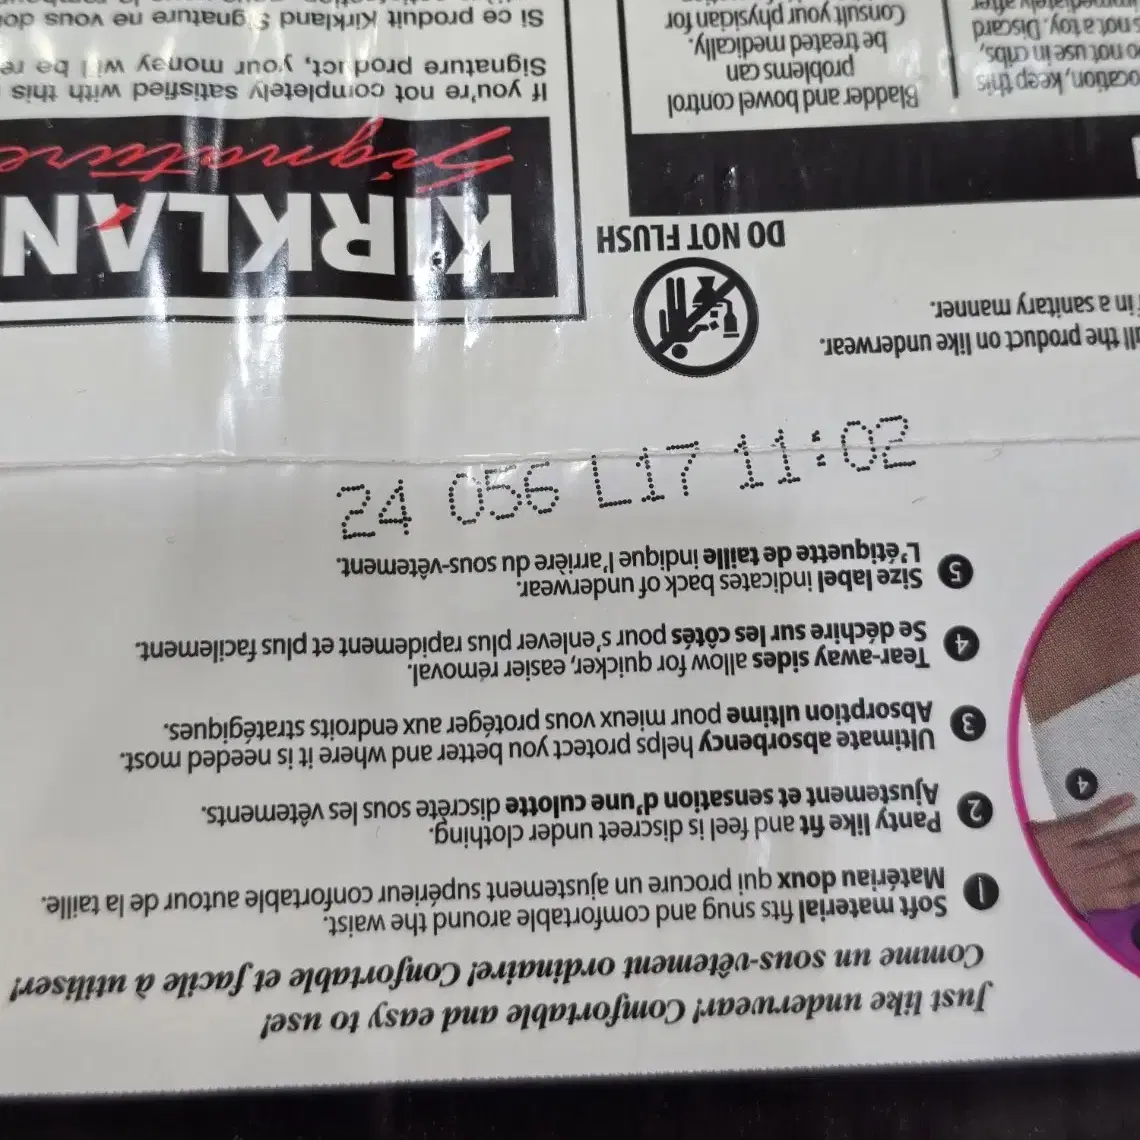 Just like underwear! Comfortable and easy to use!
Comme un sous-vêtement ordinaire! Confortable et facile à utiliser!
1 Soft material fits snug and comfortable around the waist.
Matériau doux qui procure un ajustement supérieur confortable autour de la taille.
2 Panty like fit and feel is discreet under clothing.
Ajustement et sensation d'une culotte discrète sous les vêtements.
3 Ultimate absorbency helps protect you better and where it is needed most.
Absorption ultime pour mieux vous protéger aux endroits stratégiques.
4 Tear-away sides allow for quicker, easier removal.
Se déchire sur les côtés pour s'enlever plus rapidement et plus facilement.
5 Size label indicates back of underwear.
L'étiquette de taille indique l'arrière du sous-vêtement.
4
24 056 L17 11:02
the product on like underwear.
in a sanitary manner.
DO NOT FLUSH
keep this
not use in cribs,
not a toy. Discard
after
Bladder and bowel control
problems can
be treated medically.
Consult your physician for
KIRKLAN
Signature
If you're not completely satisfied with this
Signature product, your money will be
Si ce produit Kirkland Signature ne vous